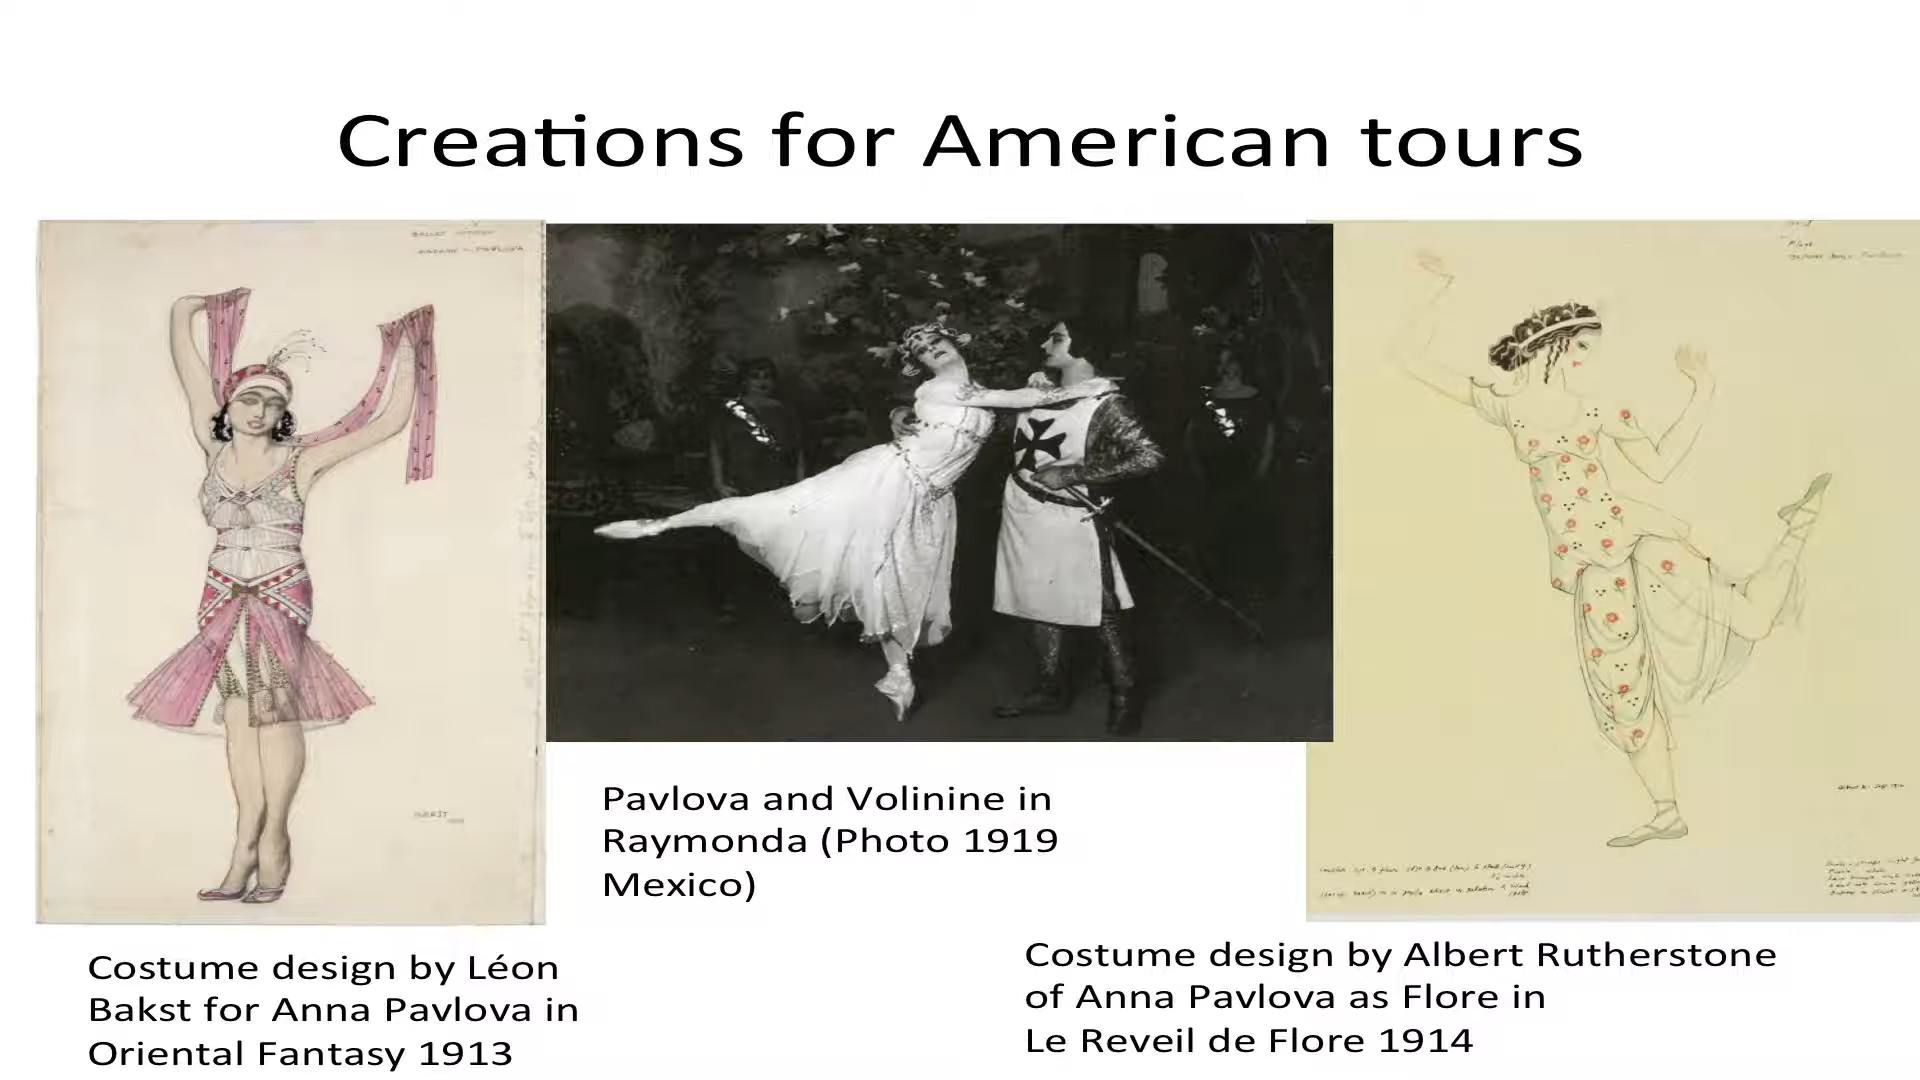 Creations for American tours
Pavlova and Volinine in
Raymonda (Photo 1919
Mexico)
Costume design by Léon
Bakst for Anna Pavlova in
Oriental Fantasy 1913
Costume design by Albert Rutherstone
of Anna Pavlova as Flore in
Le Reveil de Flore 1914